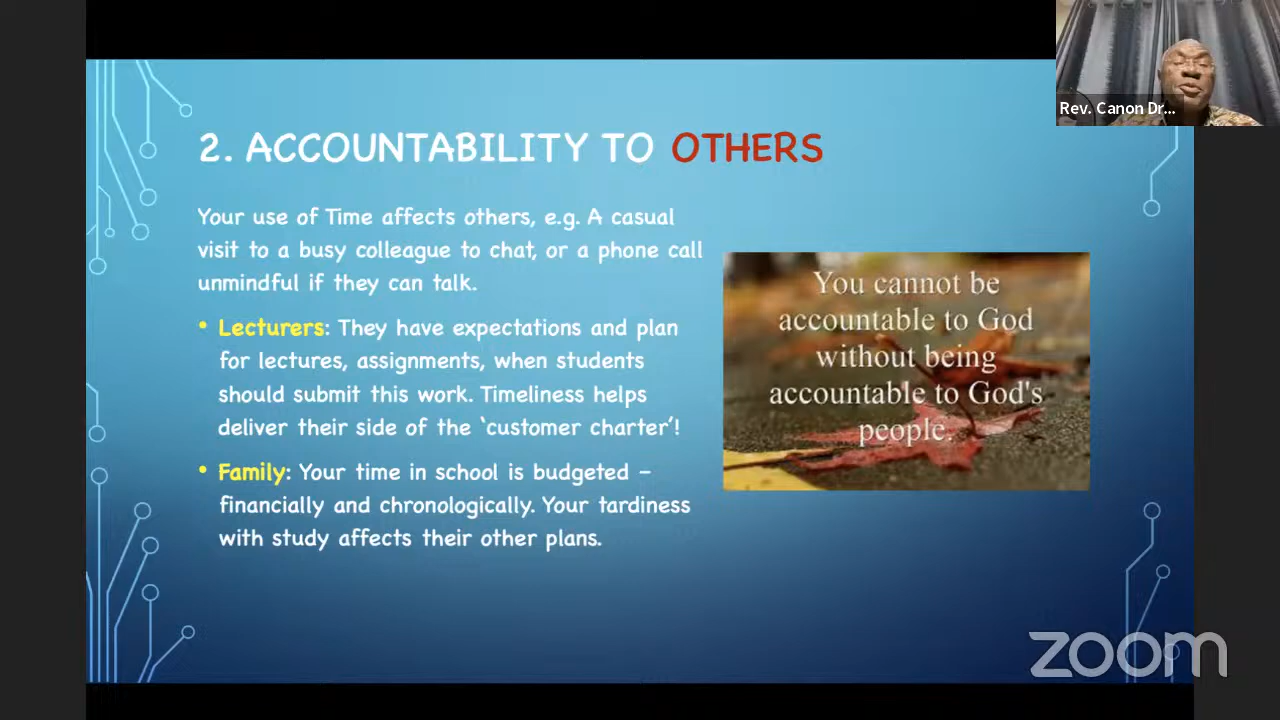 Rev. Canon Dr...
2. ACCOUNTABILITY TO OTHERS
Your use of Time affects others, e.g. A casual
visit to a busy colleague to chat, or a phone call
unmindful if they can talk.
• Lecturers: They have expectations and plan
for lectures, assignments, when students
should submit this work. Timeliness helps
deliver their side of the ‘customer charter’!
• Family: Your time in school is budgeted –
financially and chronologically. Your tardiness
with study affects their other plans.
You cannot be
accountable to God
without being
accountable to God's
people.
zoom